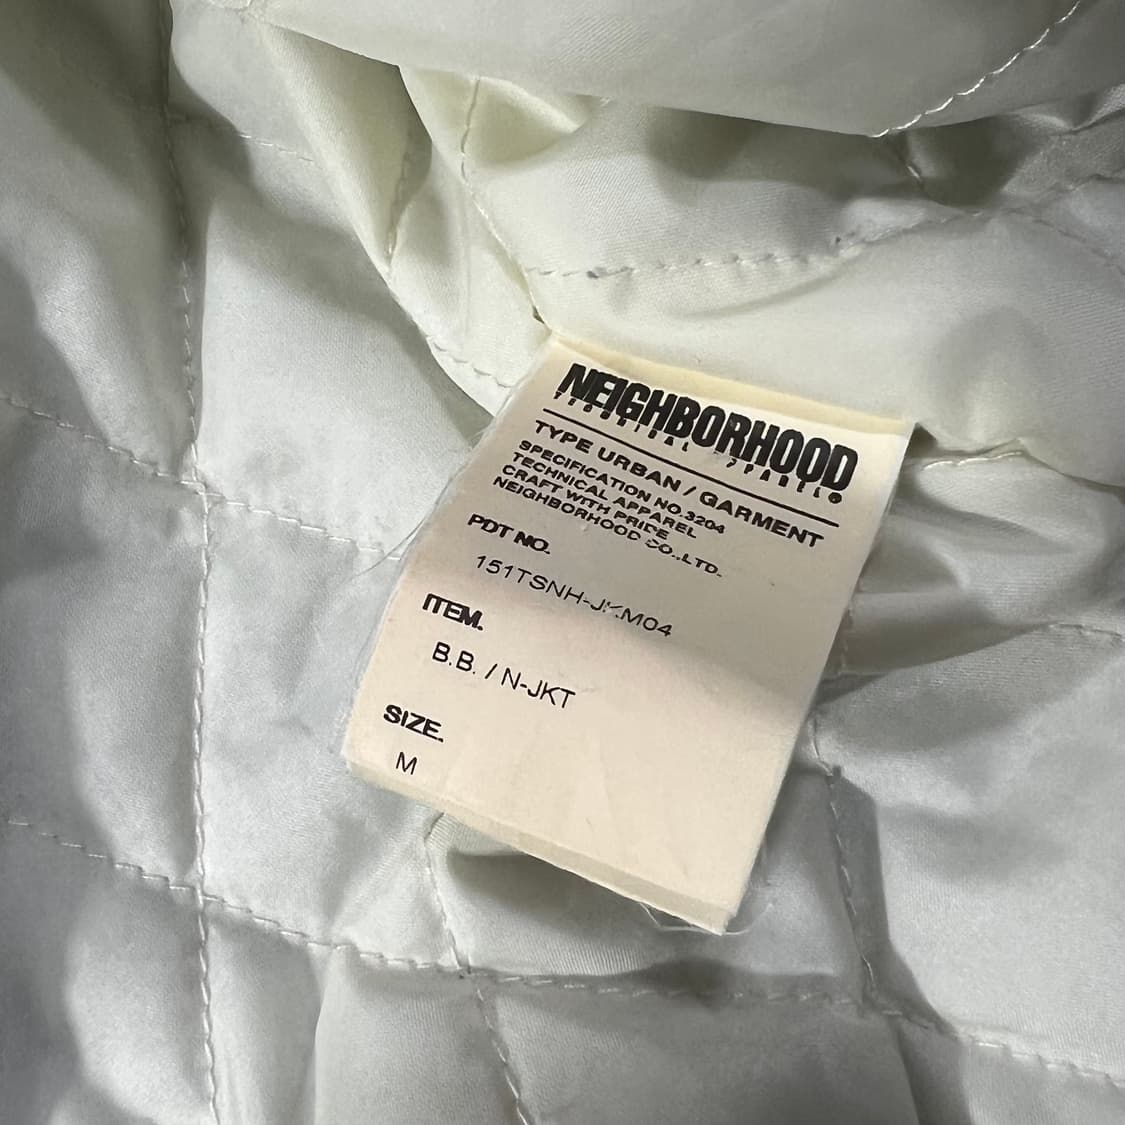 NEIGHBORHOOD
TECHNICAL APPAREL
TYPE URBAN / GARMENT
SPECIFICATION NO.3204
TECHNICAL APPAREL
CRAFT WITH PRIDE
NEIGHBORHOOD CO.,LTD.
PDT NO.
151TSNH-JKM04
ITEM.
B.B. / N-JKT
SIZE.
M